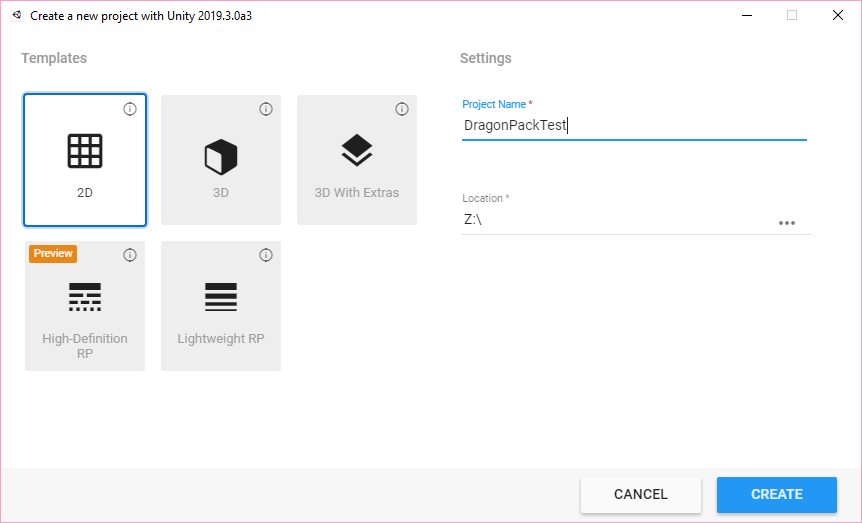 Create a new project with Unity 2019.3.0a3
Templates
Settings
2D
3D
3D With Extras
Preview
High-Definition
RP
Lightweight RP
Project Name *
DragonPackTest
Location *
Z:\
CANCEL
CREATE